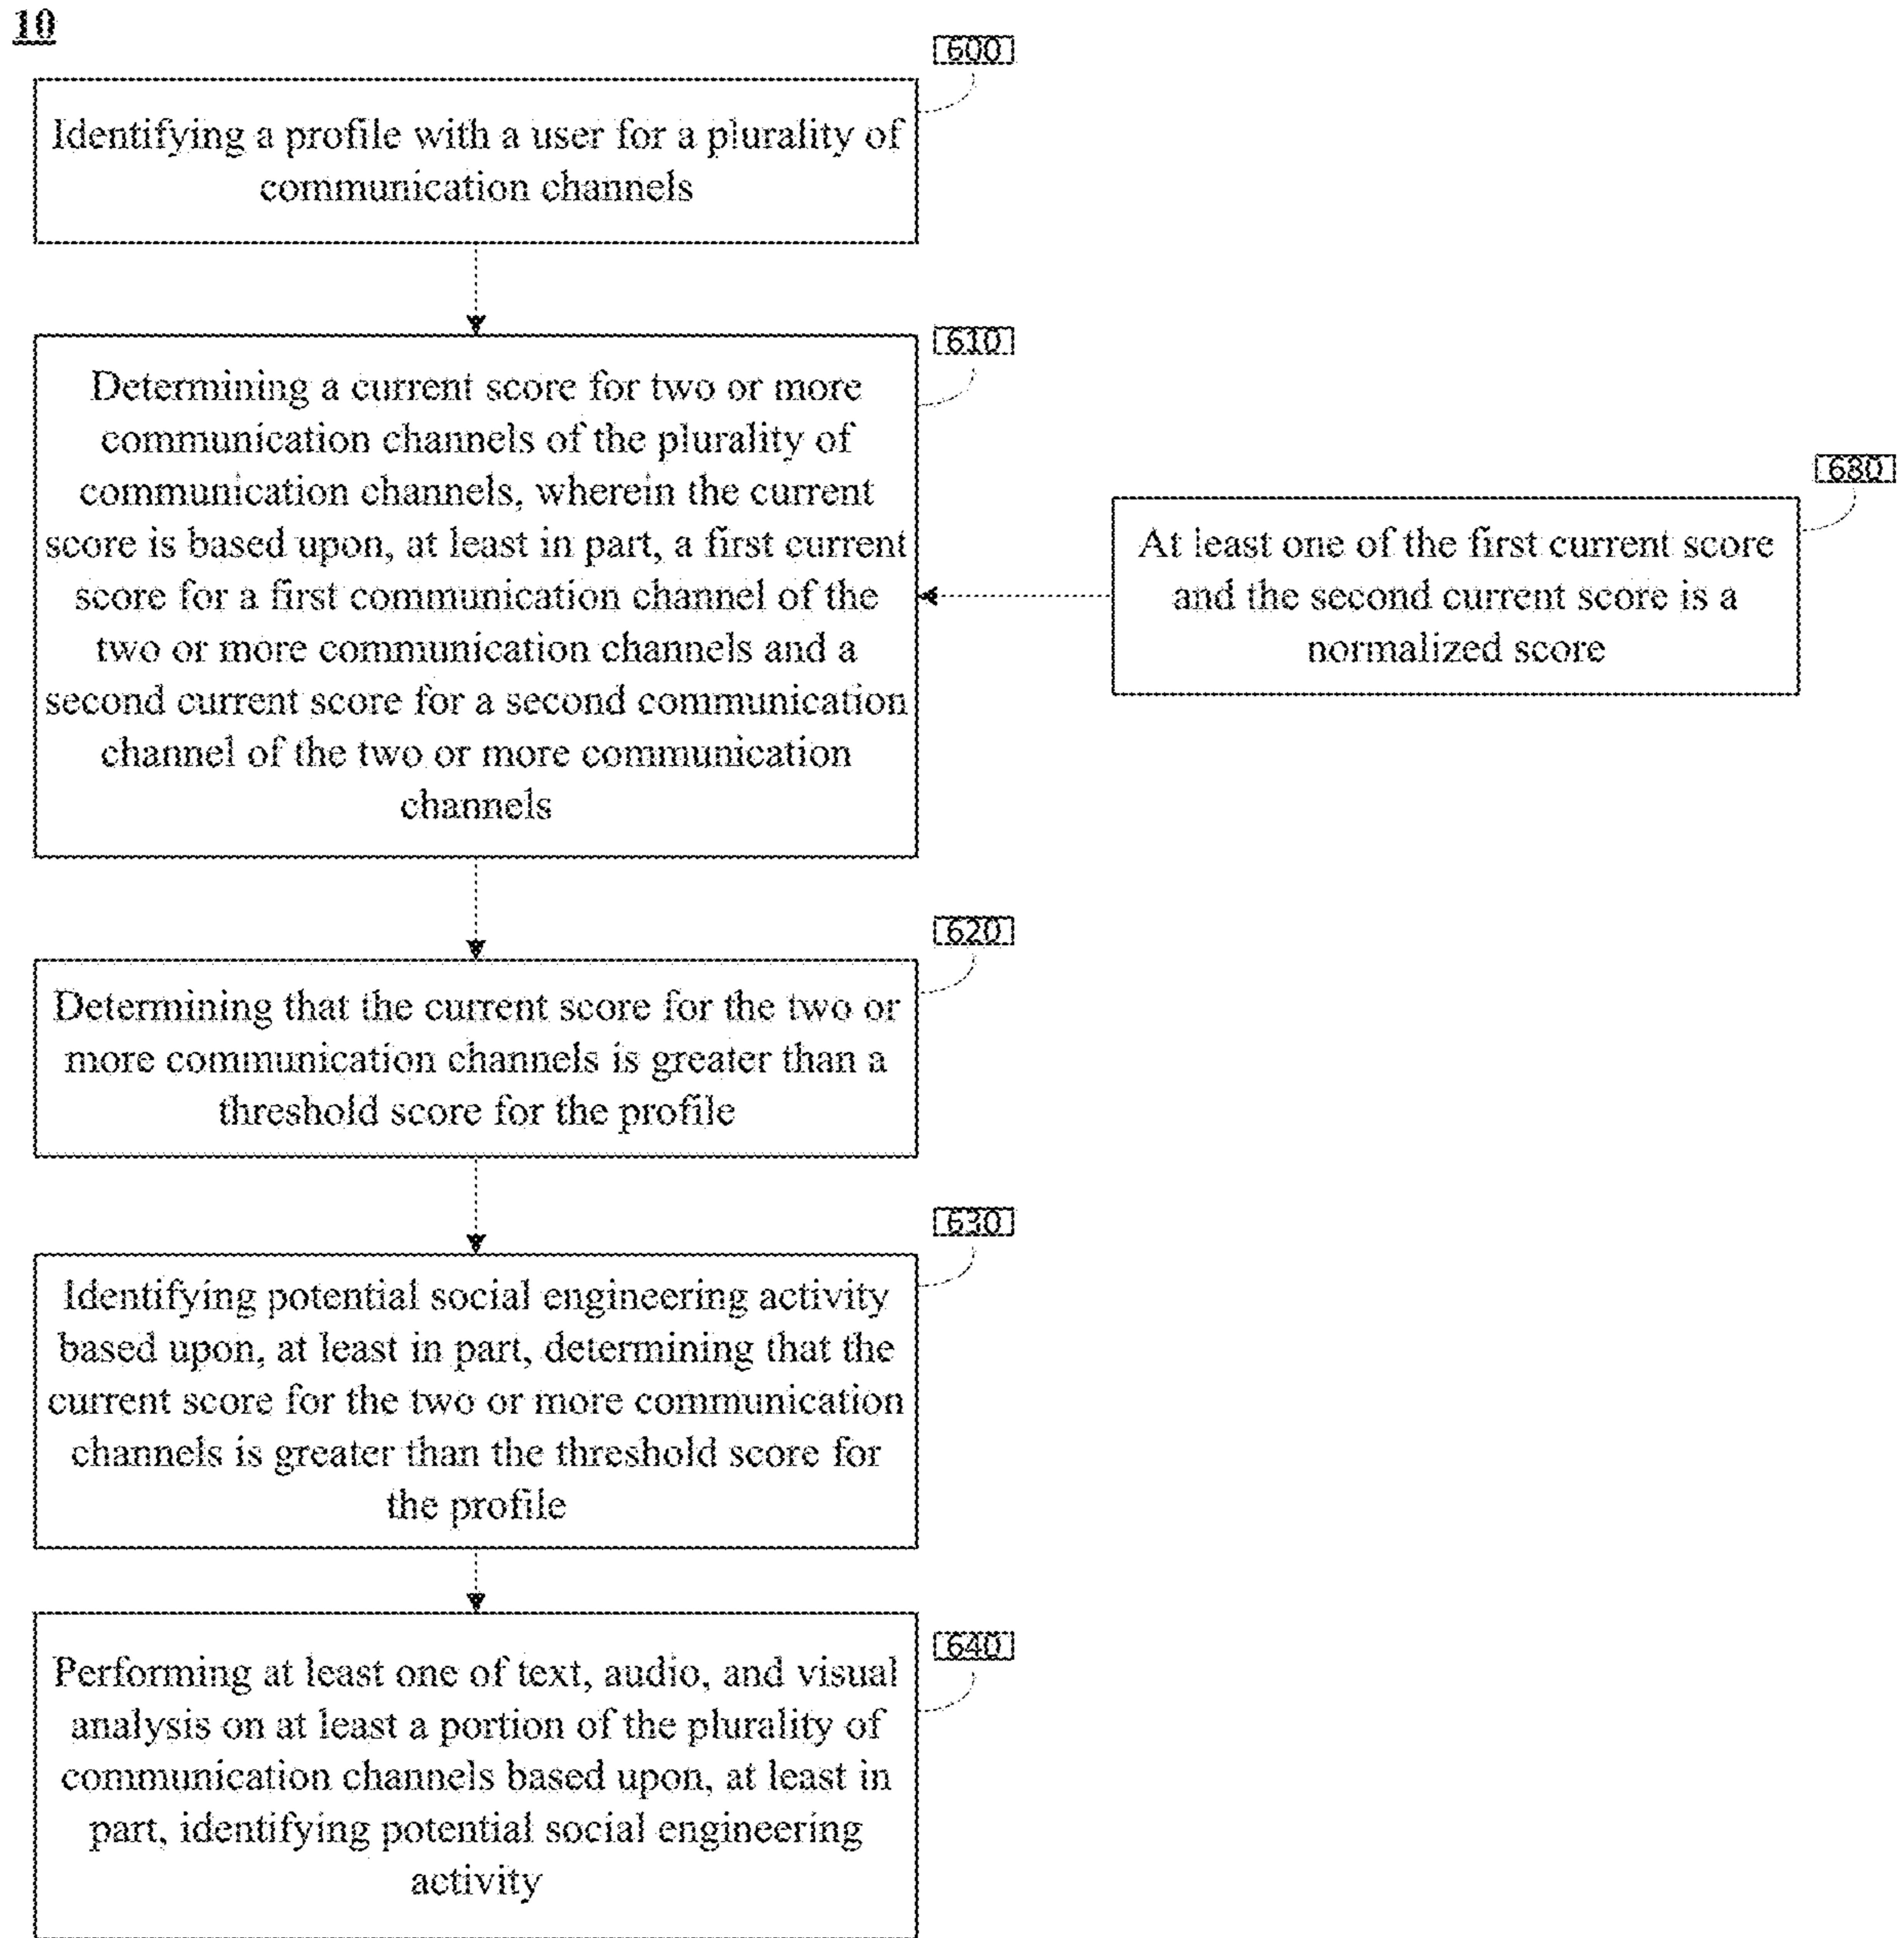 10
600
Identifying a profile with a user for a plurality of
communication channels
610
Determining a current score for two or more
communication channels of the plurality of
communication channels, wherein the current
score is based upon, at least in part, a first current
score for a first communication channel of the
two or more communication channels and a
second current score for a second communication
channel of the two or more communication
channels
680
At least one of the first current score
and the second current score is a
normalized score
620
Determining that the current score for the two or
more communication channels is greater than a
threshold score for the profile
630
Identifying potential social engineering activity
based upon, at least in part, determining that the
current score for the two or more communication
channels is greater than the threshold score for
the profile
640
Performing at least one of text, audio, and visual
analysis on at least a portion of the plurality of
communication channels based upon, at least in
part, identifying potential social engineering
activity